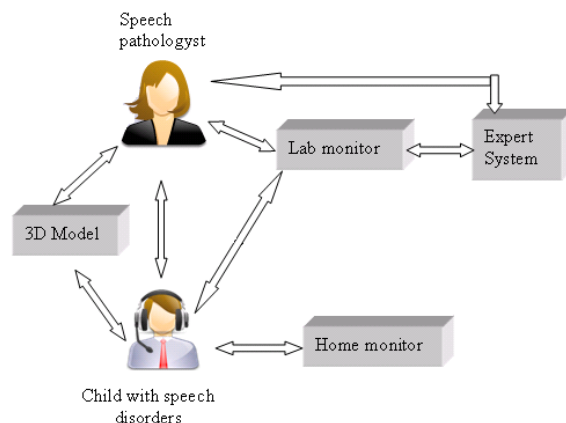 Speech
pathologyst
Lab monitor
Expert
System
3D Model
Home monitor
Child with speech
disorders